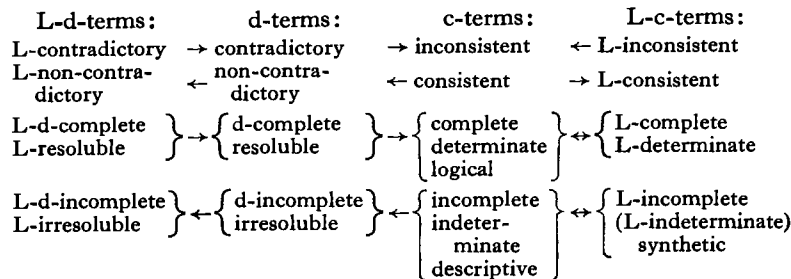 L-d-terms: d-terms: c-terms: L-c-terms:
L-contradictory → contradictory → inconsistent ← L-inconsistent
L-non-contra- non-contra-
dictory ← dictory ← consistent → L-consistent
L-d-complete } → { d-complete } → { complete } ↔ { L-complete
L-resoluble resoluble determinate L-determinate
logical
L-d-incomplete } ← { d-incomplete } ← { incomplete } ↔ { L-incomplete
L-irresoluble irresoluble indeter- (L-indeterminate)
minate synthetic
descriptive